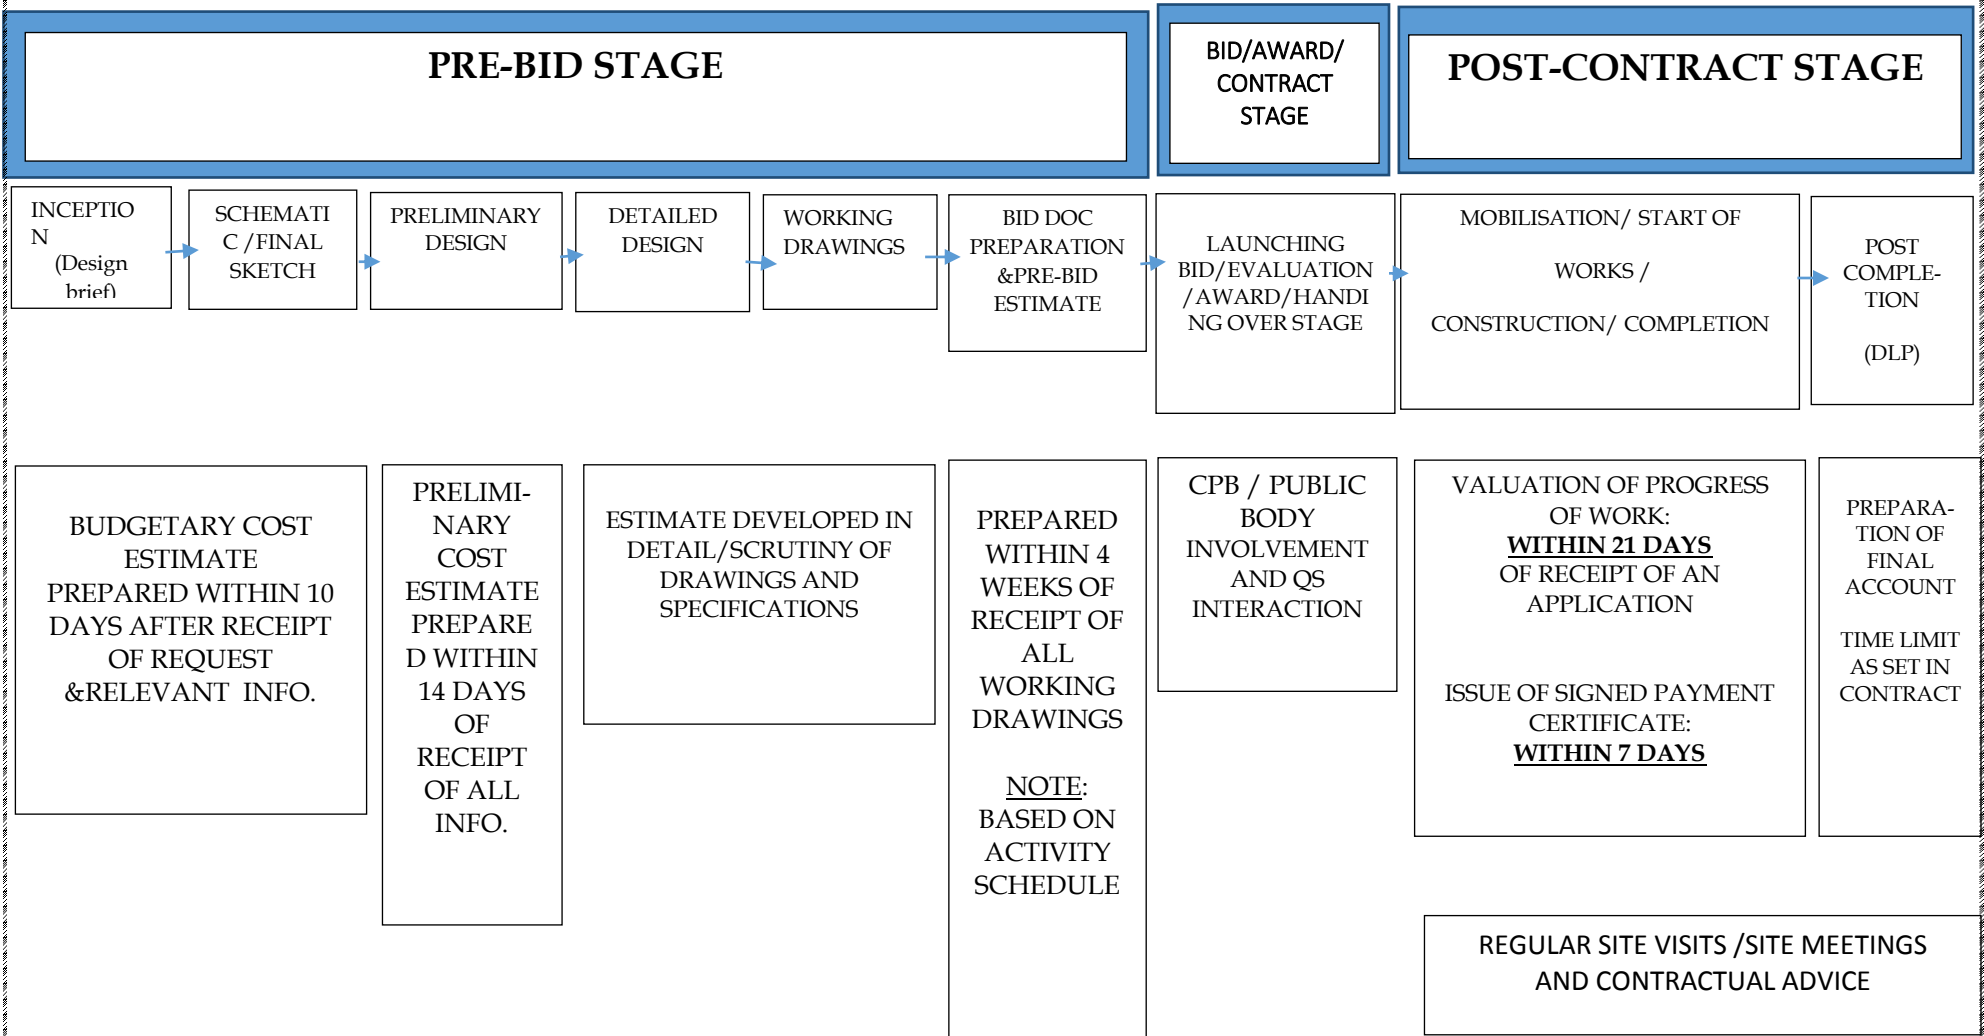 PRE-BID STAGE
BID/AWARD/
CONTRACT
STAGE
POST-CONTRACT STAGE
INCEPTIO
N
(Design
brief)
SCHEMATI
C /FINAL
SKETCH
PRELIMINARY
DESIGN
DETAILED
DESIGN
WORKING
DRAWINGS
BID DOC
PREPARATION
&PRE-BID
ESTIMATE
LAUNCHING
BID/EVALUATION
/AWARD/HANDI
NG OVER STAGE
MOBILISATION/ START OF
WORKS /
CONSTRUCTION/ COMPLETION
POST
COMPLE-
TION
(DLP)
BUDGETARY COST
ESTIMATE
PREPARED WITHIN 10
DAYS AFTER RECEIPT
OF REQUEST
&RELEVANT INFO.
PRELIMI-
NARY
COST
ESTIMATE
PREPARE
D WITHIN
14 DAYS
OF
RECEIPT
OF ALL
INFO.
ESTIMATE DEVELOPED IN
DETAIL/SCRUTINY OF
DRAWINGS AND
SPECIFICATIONS
PREPARED
WITHIN 4
WEEKS OF
RECEIPT OF
ALL
WORKING
DRAWINGS
NOTE:
BASED ON
ACTIVITY
SCHEDULE
CPB / PUBLIC
BODY
INVOLVEMENT
AND QS
INTERACTION
VALUATION OF PROGRESS
OF WORK:
WITHIN 21 DAYS
OF RECEIPT OF AN
APPLICATION
ISSUE OF SIGNED PAYMENT
CERTIFICATE:
WITHIN 7 DAYS
PREPARA-
TION OF
FINAL
ACCOUNT
TIME LIMIT
AS SET IN
CONTRACT
REGULAR SITE VISITS /SITE MEETINGS
AND CONTRACTUAL ADVICE